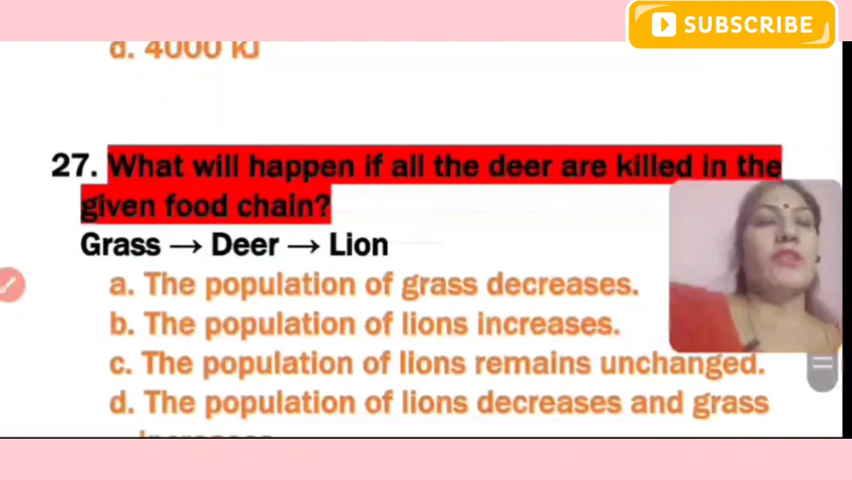 SUBSCRIBE
d. 4000 KJ
27. What will happen if all the deer are killed in the
given food chain?
Grass → Deer → Lion
a. The population of grass decreases.
b. The population of lions increases.
c. The population of lions remains unchanged.
d. The population of lions decreases and grass